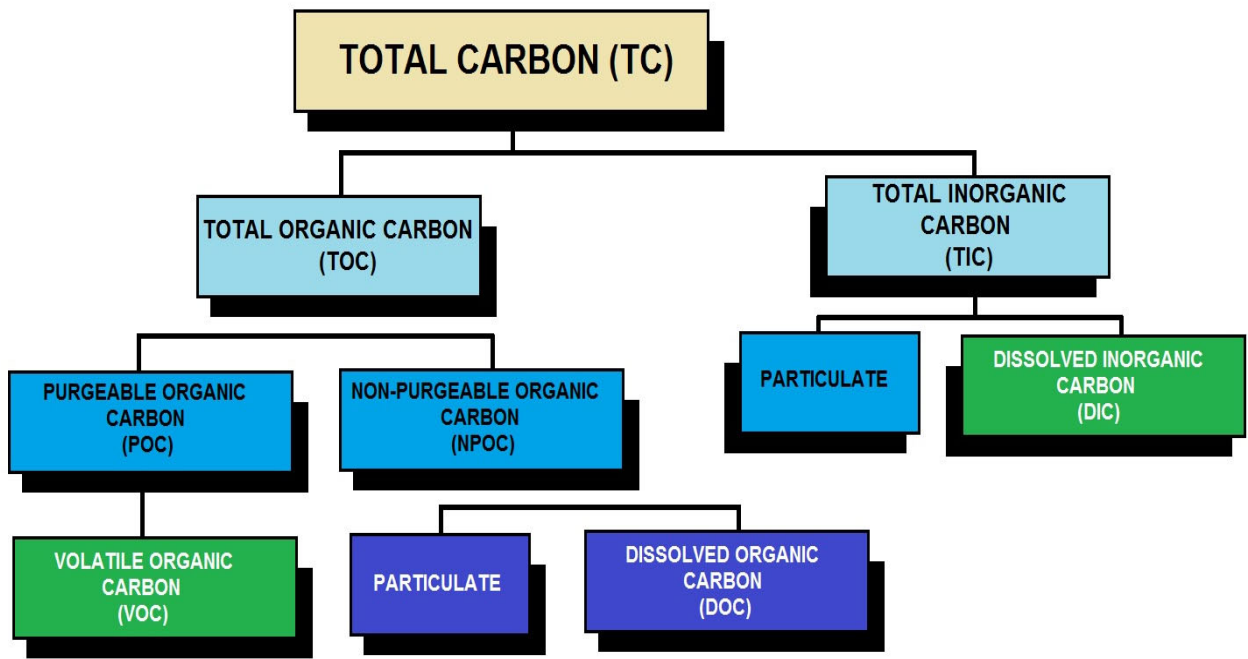 TOTAL CARBON (TC)
TOTAL ORGANIC CARBON
(TOC)
TOTAL INORGANIC
CARBON
(TIC)
PURGEABLE ORGANIC
CARBON
(POC)
NON-PURGEABLE ORGANIC
CARBON
(NPOC)
PARTICULATE
DISSOLVED INORGANIC
CARBON
(DIC)
VOLATILE ORGANIC
CARBON
(VOC)
PARTICULATE
DISSOLVED ORGANIC
CARBON
(DOC)